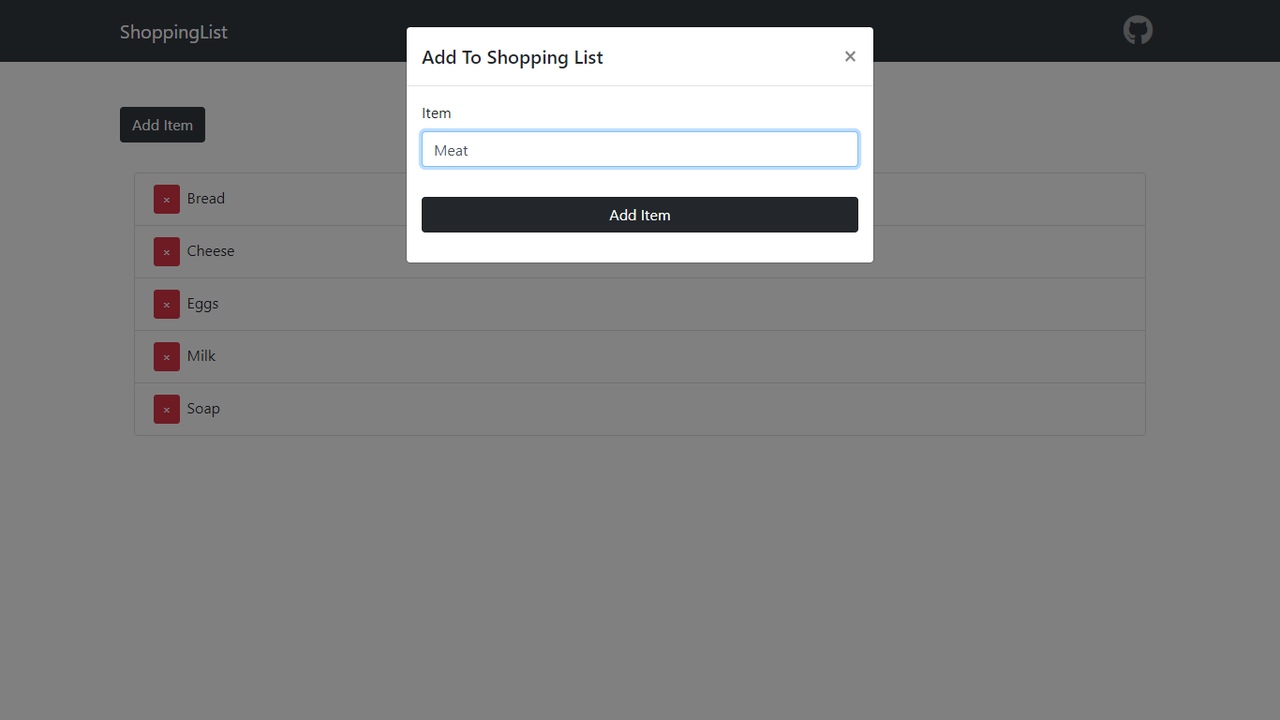 ShoppingList
Add To Shopping List
×
Item
Meat
Add Item
Add Item
× Bread
× Cheese
× Eggs
× Milk
× Soap